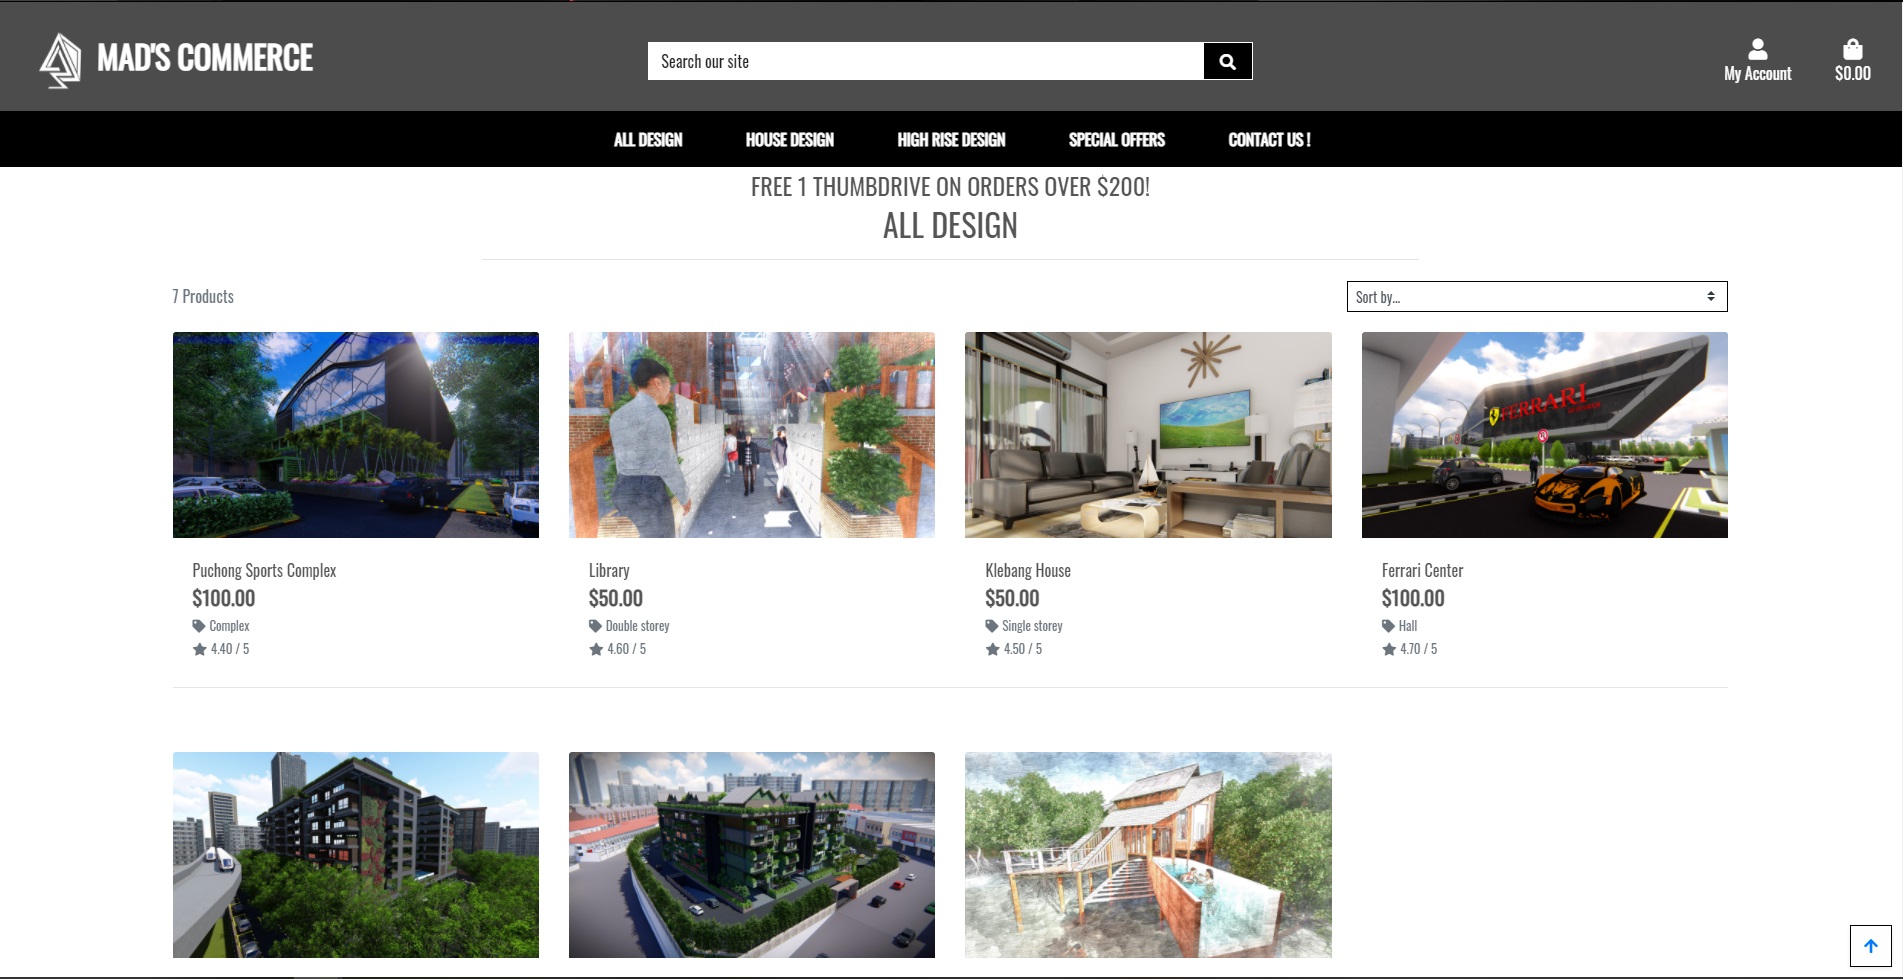 MAD'S COMMERCE
Search our site
My Account
$0.00
ALL DESIGN
HOUSE DESIGN
HIGH RISE DESIGN
SPECIAL OFFERS
CONTACT US !
FREE 1 THUMBDRIVE ON ORDERS OVER $200!
ALL DESIGN
7 Products
Sort by...
FERRARI
Puchong Sports Complex
$100.00
Complex
4.40 / 5
Library
$50.00
Double storey
4.60 / 5
Klebang House
$50.00
Single storey
4.50 / 5
Ferrari Center
$100.00
Hall
4.70 / 5